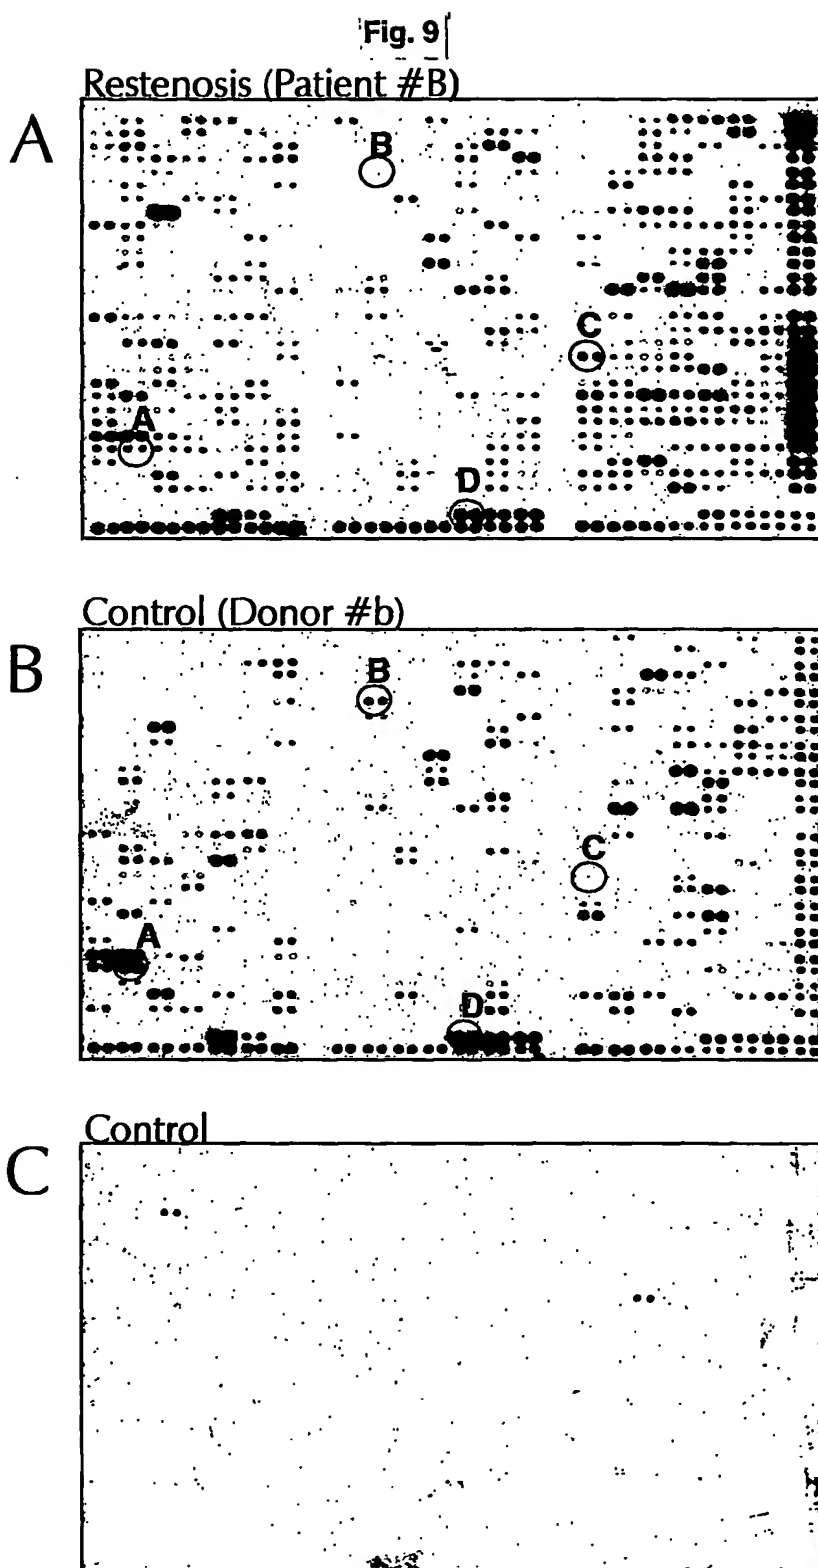 Fig. 9
Restenosis (Patient #B)
A
B
C
A
D
Control (Donor #b)
B
B
C
A
D
Control
C